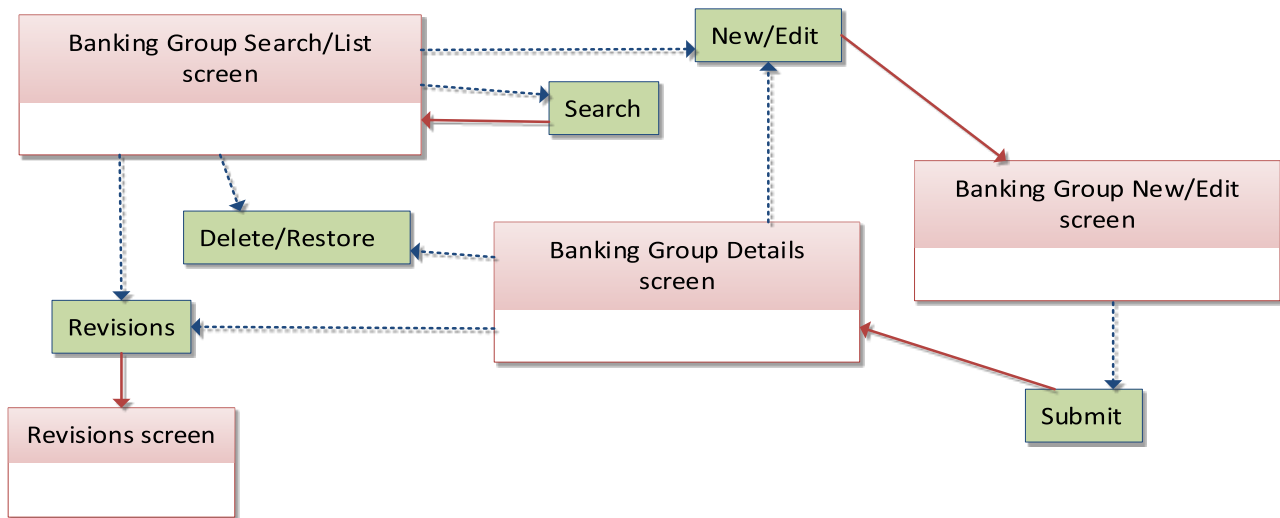 Banking Group Search/List
screen
New/Edit
Search
Banking Group New/Edit
screen
Delete/Restore
Banking Group Details
screen
Revisions
Submit
Revisions screen